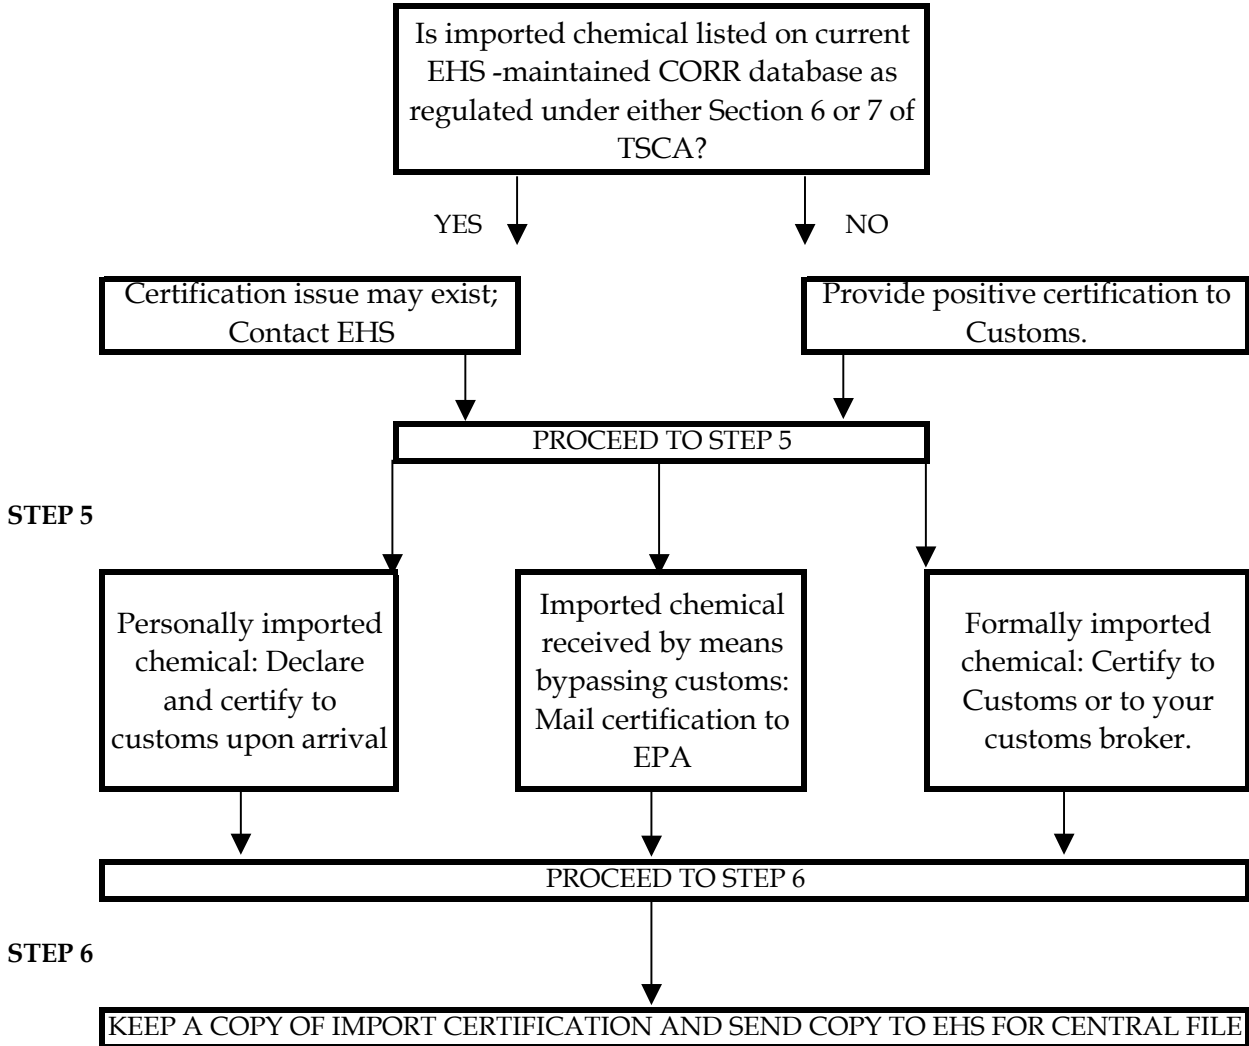 Is imported chemical listed on current
EHS -maintained CORR database as
regulated under either Section 6 or 7 of
TSCA?
YES
NO
Certification issue may exist;
Contact EHS
Provide positive certification to
Customs.
PROCEED TO STEP 5
STEP 5
Personally imported
chemical: Declare
and certify to
customs upon arrival
Imported chemical
received by means
bypassing customs:
Mail certification to
EPA
Formally imported
chemical: Certify to
Customs or to your
customs broker.
PROCEED TO STEP 6
STEP 6
KEEP A COPY OF IMPORT CERTIFICATION AND SEND COPY TO EHS FOR CENTRAL FILE